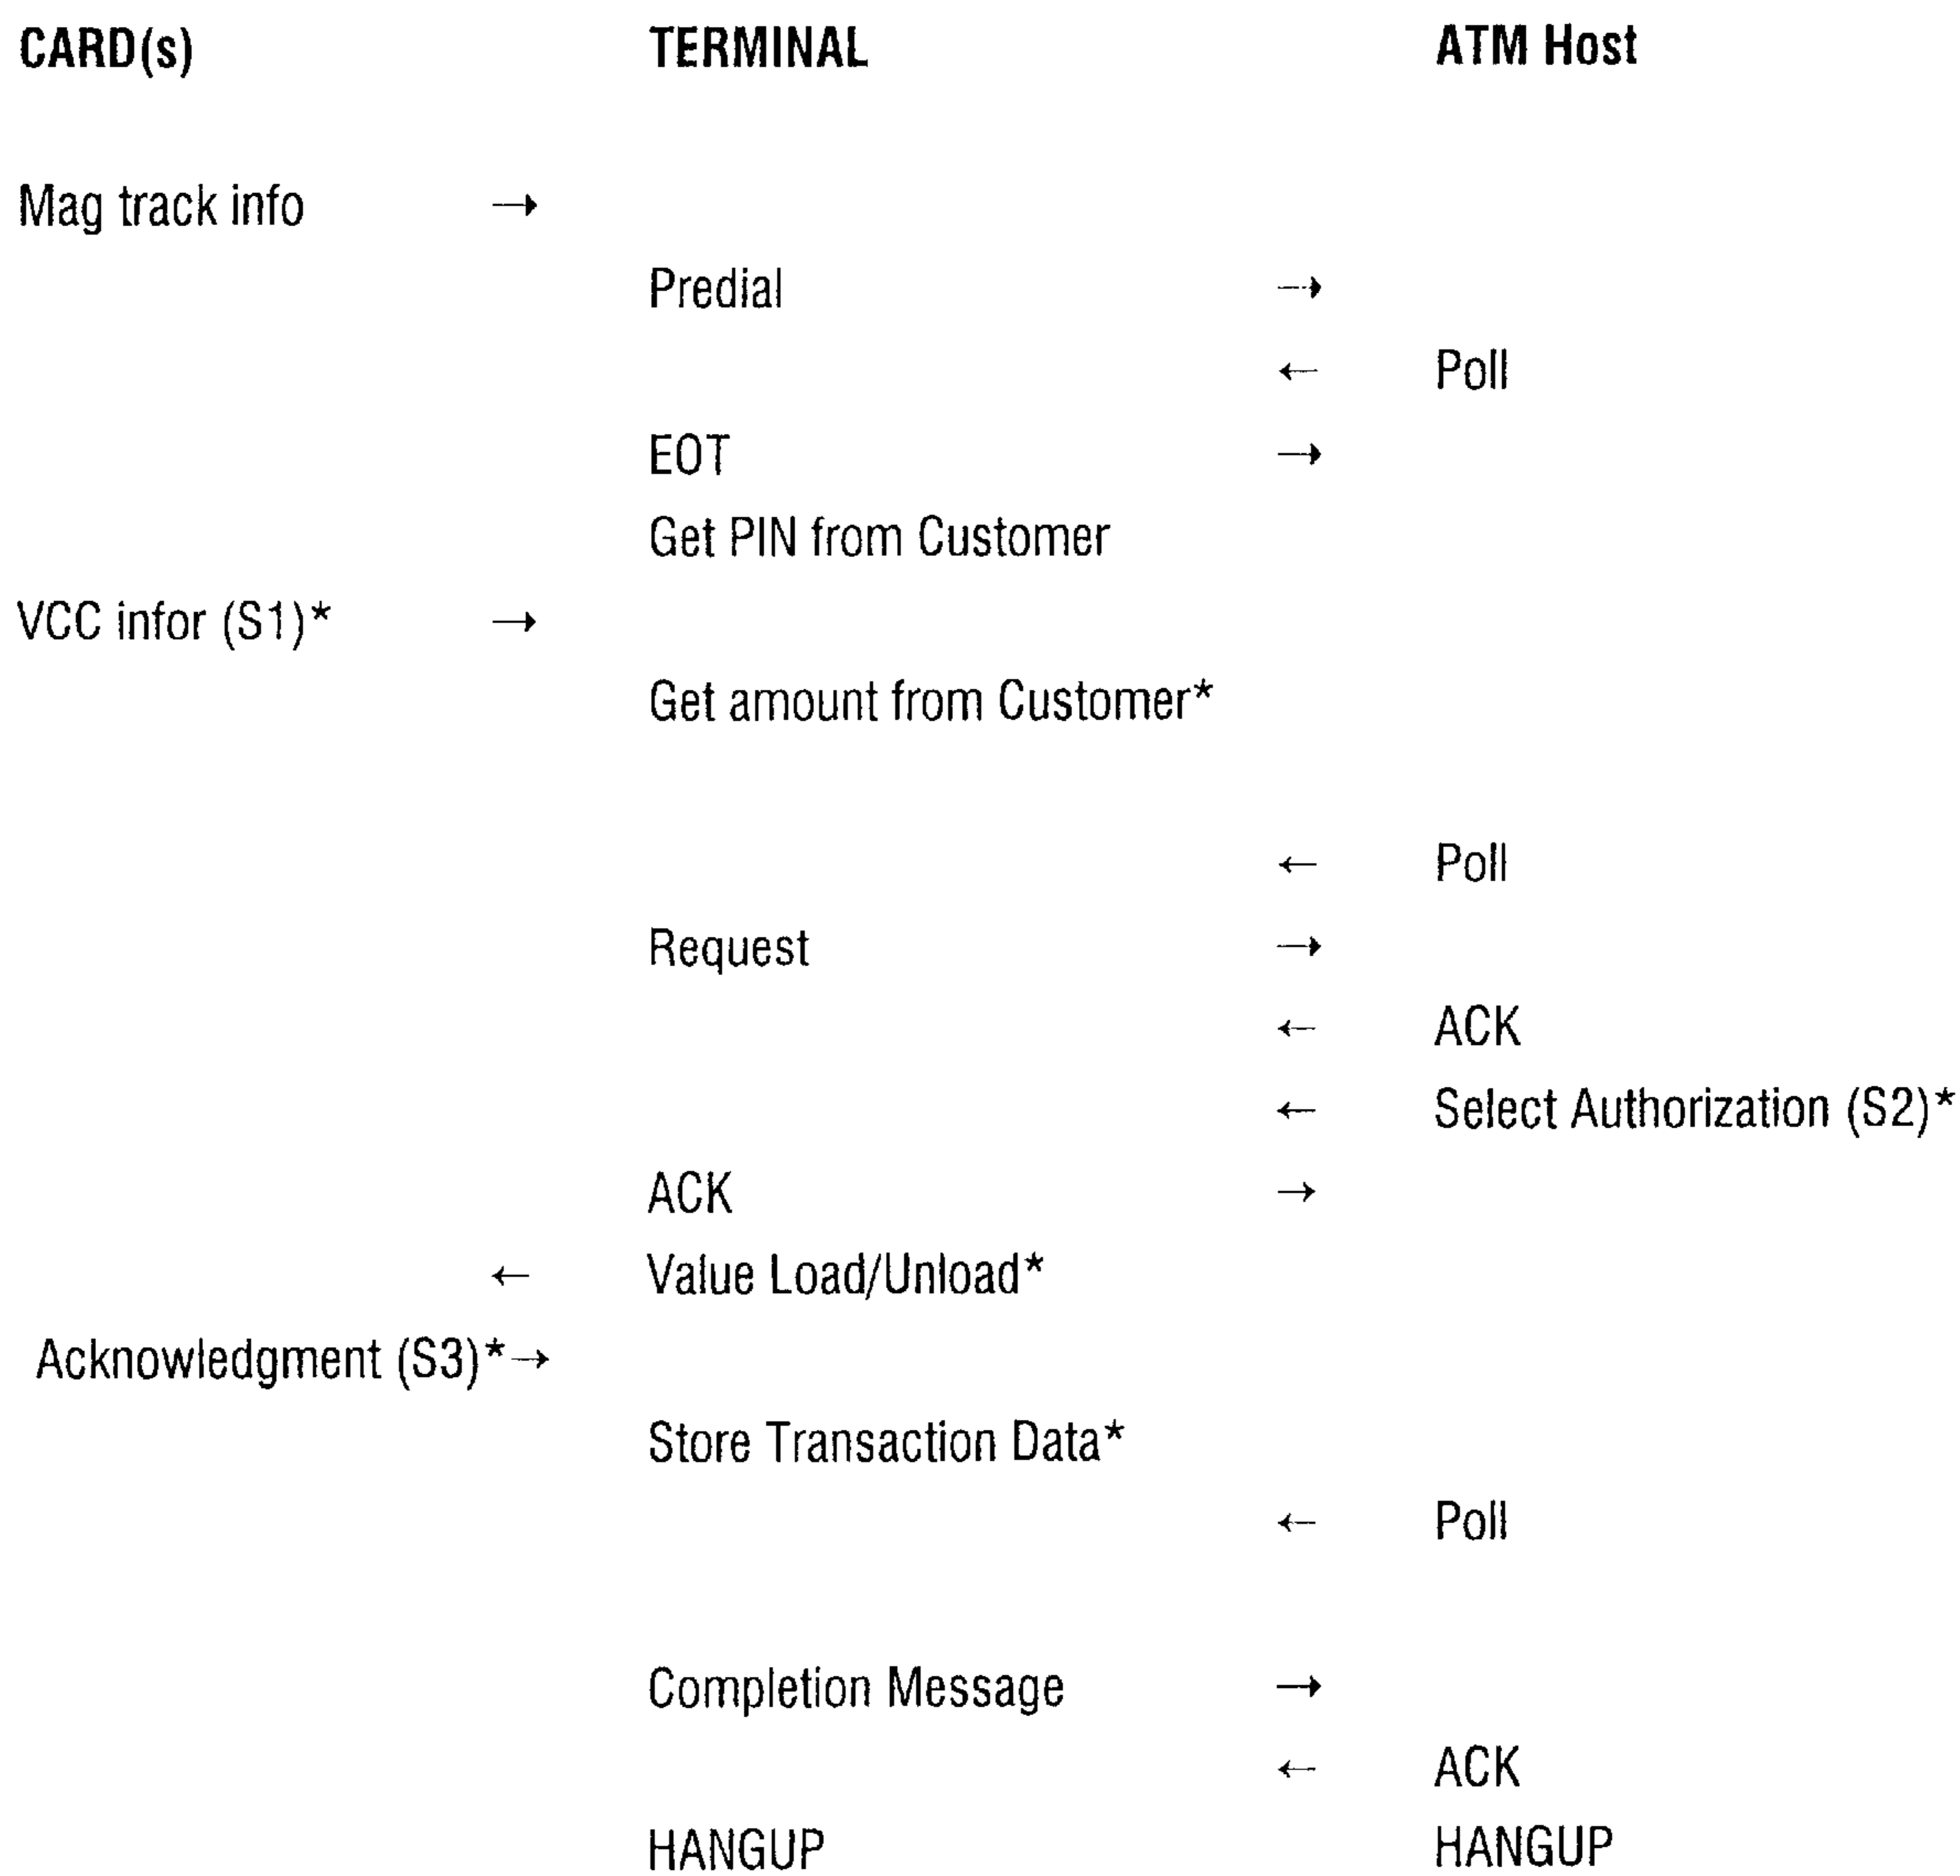 CARD(s) TERMINAL ATM Host
Mag track info →
Predial →
← Poll
EOT →
Get PIN from Customer
VCC infor (S1)* →
Get amount from Customer*
← Poll
Request →
← ACK
← Select Authorization (S2)*
ACK →
← Value Load/Unload*
Acknowledgment (S3)* →
Store Transaction Data*
← Poll
Completion Message →
← ACK
HANGUP HANGUP